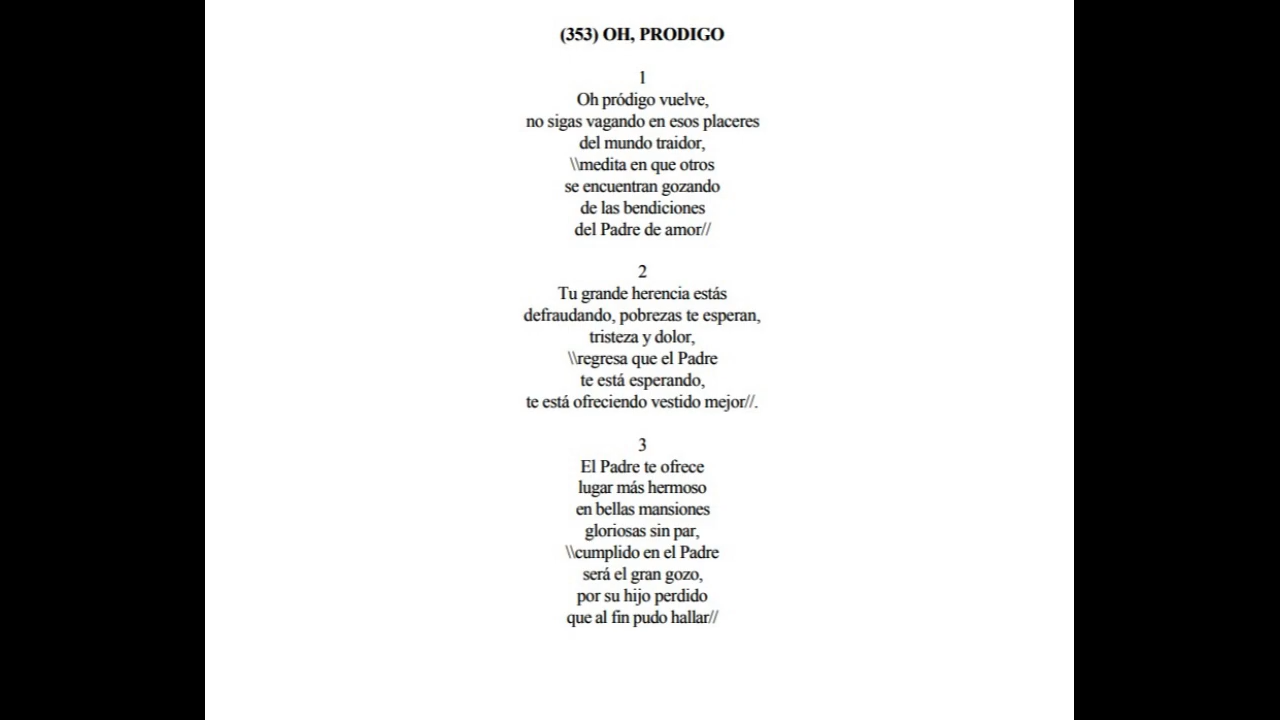 (353) OH, PRODIGO
1
Oh pródigo vuelve,
no sigas vagando en esos placeres
del mundo traidor,
\\medita en que otros
se encuentran gozando
de las bendiciones
del Padre de amor//
2
Tu grande herencia estás
defraudando, pobrezas te esperan,
tristeza y dolor,
\\regresa que el Padre
te está esperando,
te está ofreciendo vestido mejor//.
3
El Padre te ofrece
lugar más hermoso
en bellas mansiones
gloriosas sin par,
\\cumplido en el Padre
será el gran gozo,
por su hijo perdido
que al fin pudo hallar//